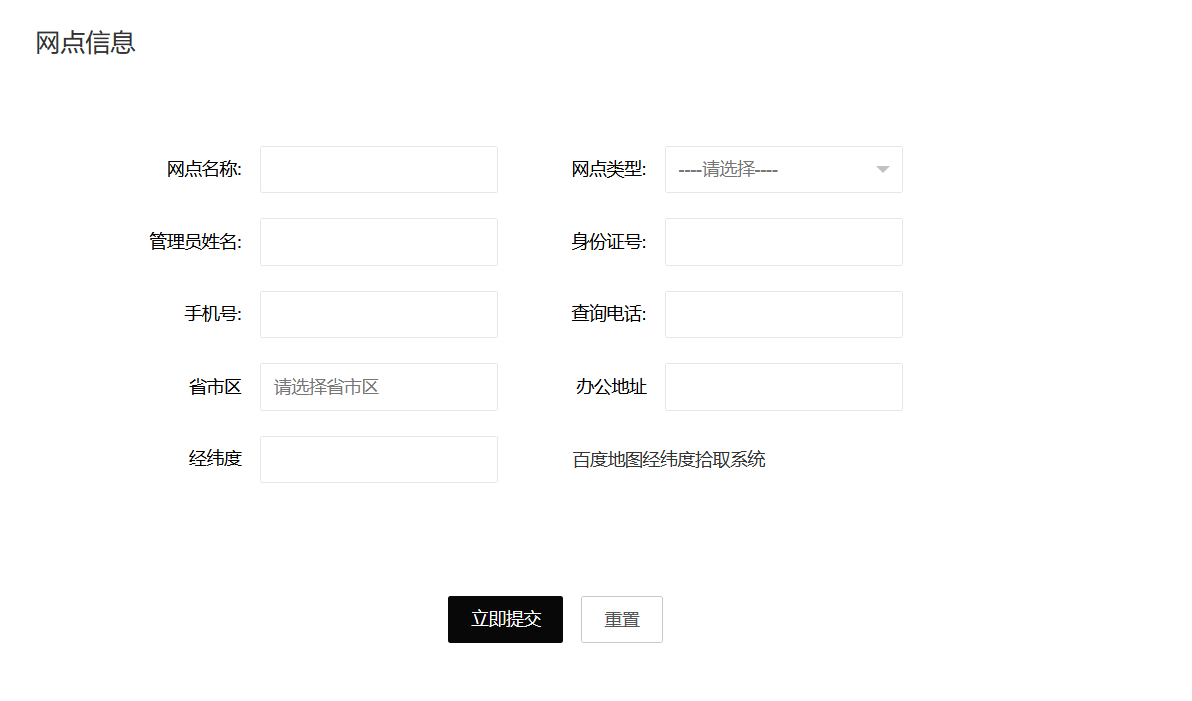 网点信息
网点名称:
网点类型: ----请选择----
管理员姓名:
身份证号:
手机号:
查询电话:
省市区 请选择省市区
办公地址
经纬度
百度地图经纬度拾取系统
立即提交
重置